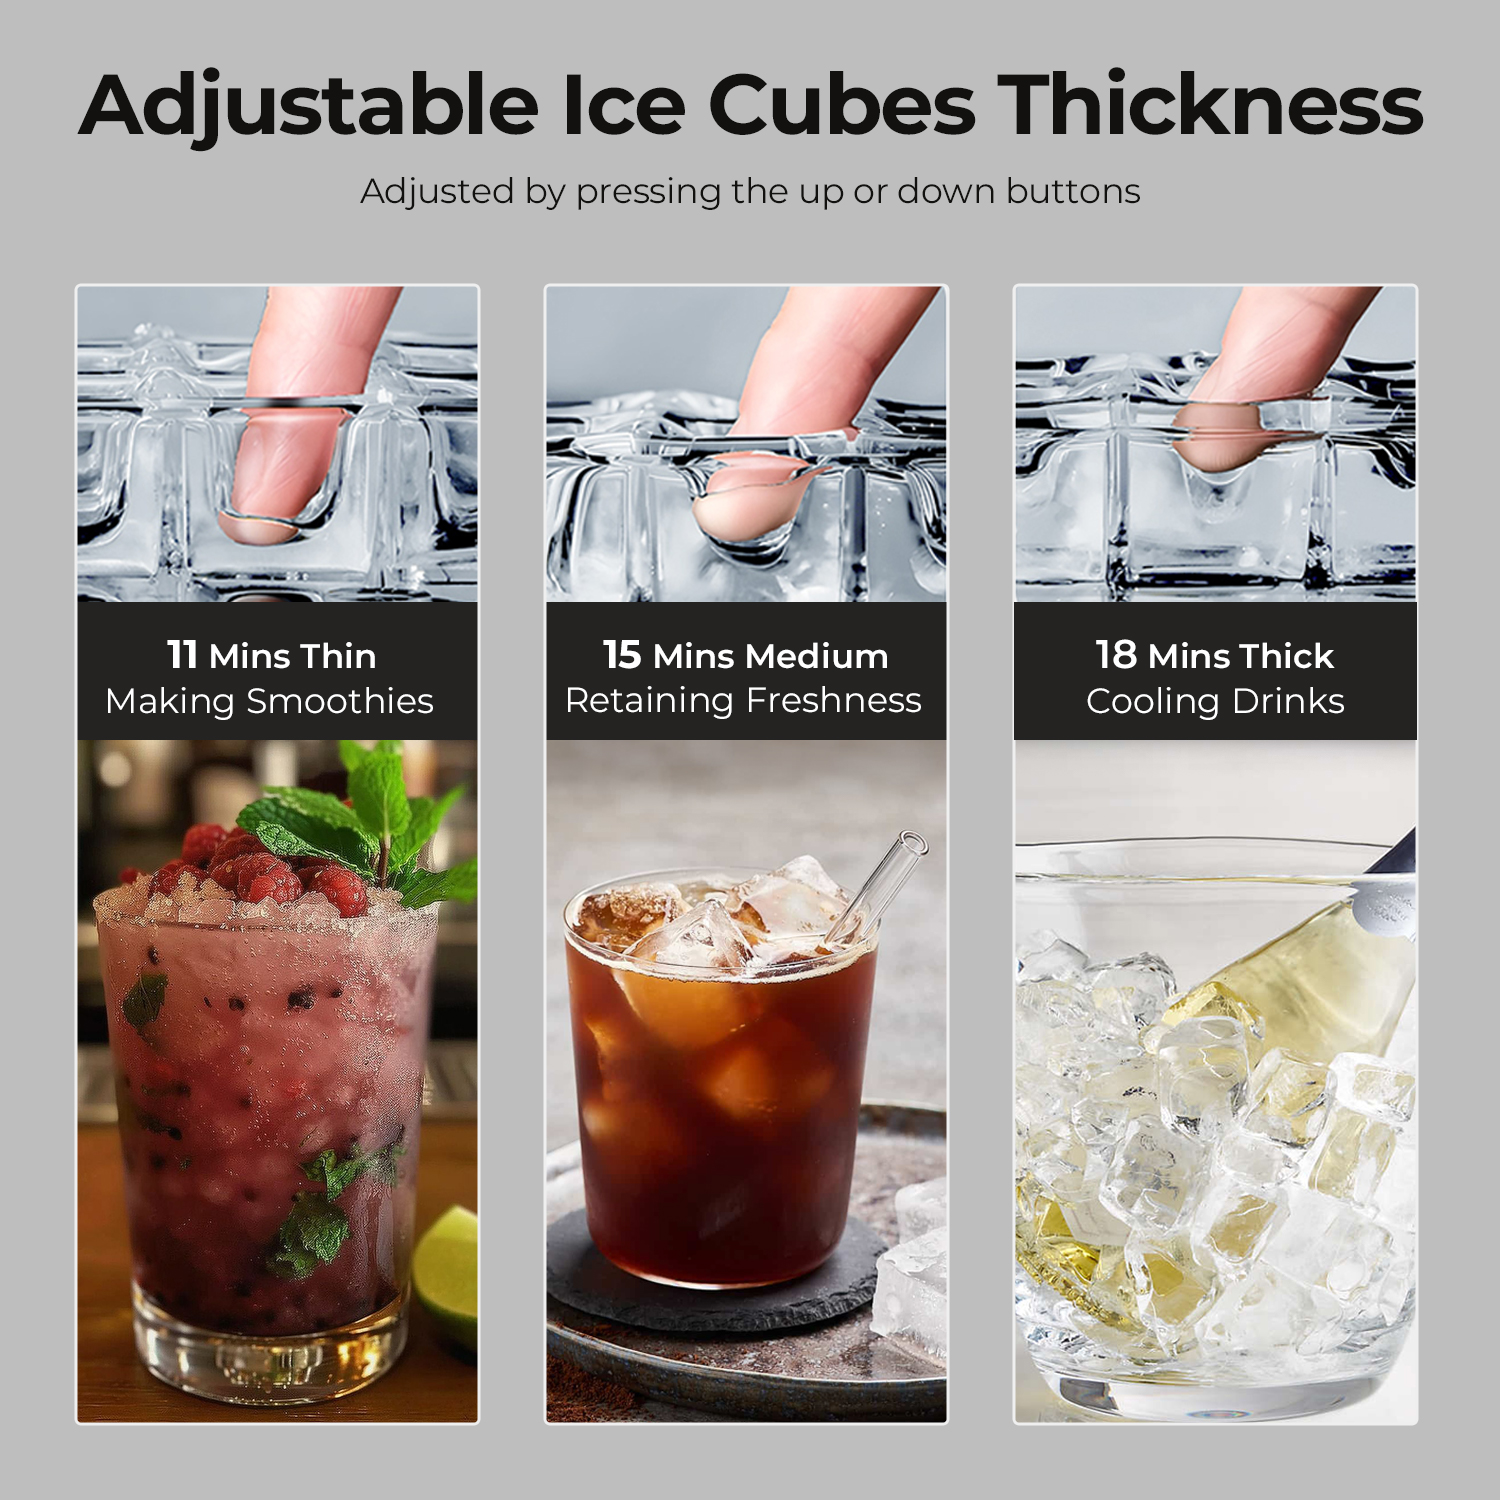 Adjustable Ice Cubes Thickness
Adjusted by pressing the up or down buttons
11 Mins Thin
Making Smoothies
15 Mins Medium
Retaining Freshness
18 Mins Thick
Cooling Drinks